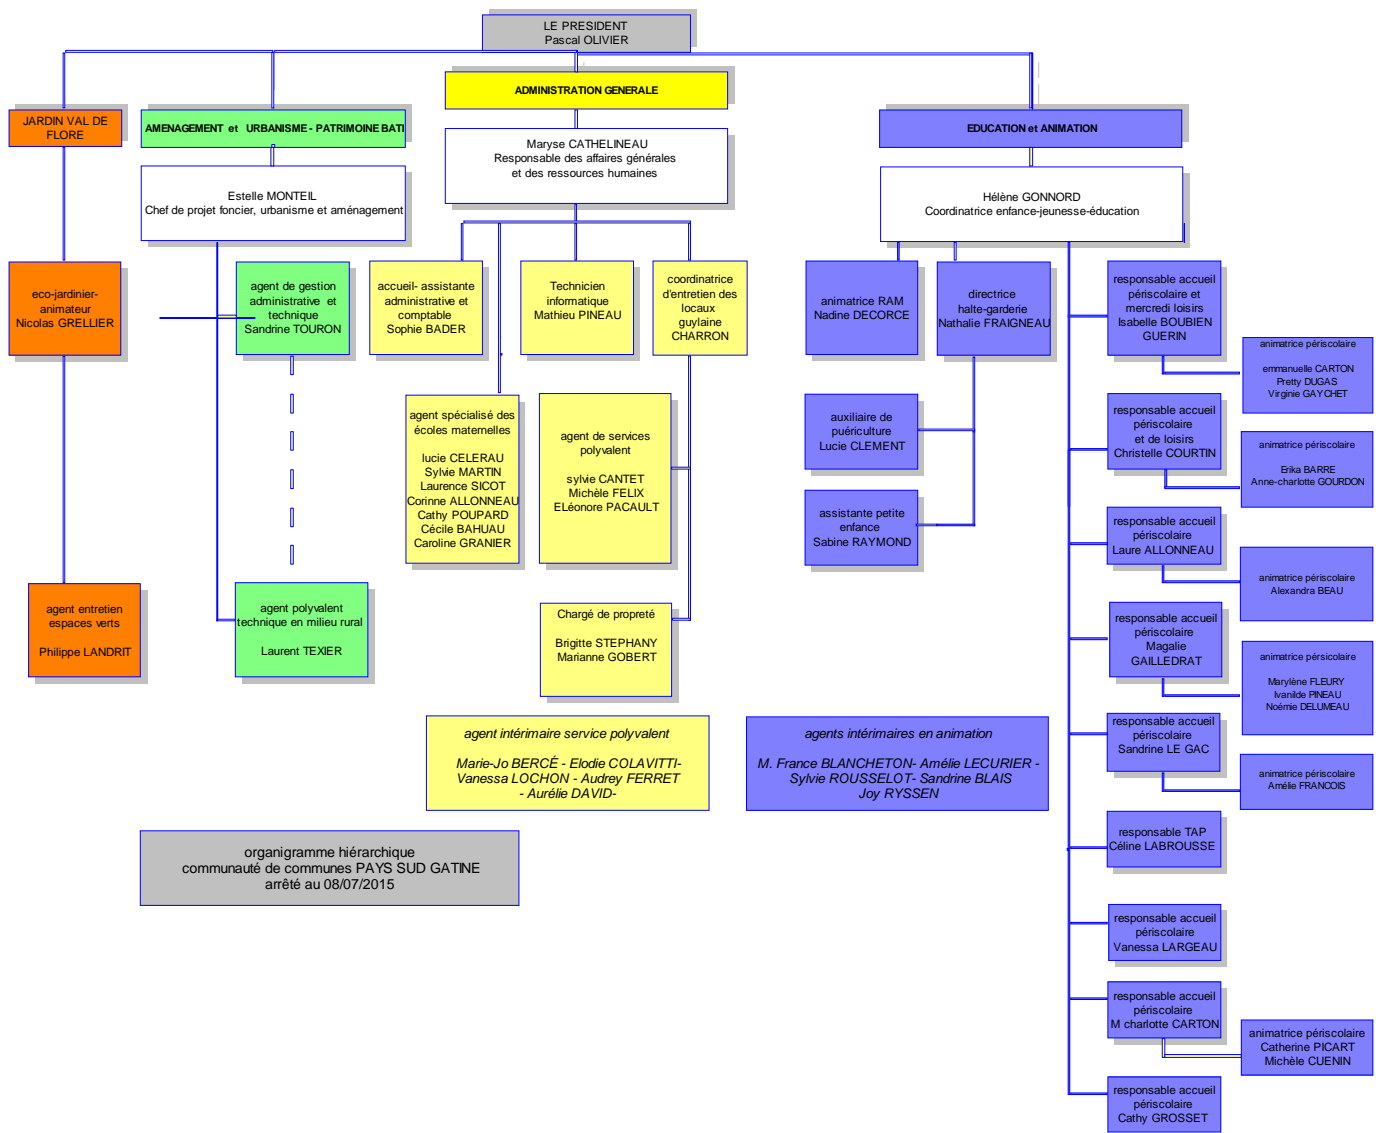 LE PRESIDENT
Pascal OLIVIER
ADMINISTRATION GENERALE
JARDIN VAL DE
FLORE
AMENAGEMENT et URBANISME - PATRIMOINE BATI
EDUCATION et ANIMATION
Maryse CATHELINEAU
Responsable des affaires générales
et des ressources humaines
Estelle MONTEIL
Chef de projet foncier, urbanisme et aménagement
Hélène GONNORD
Coordinatrice enfance-jeunesse-éducation
eco-jardinier-
animateur
Nicolas GRELLIER
agent de gestion
administrative et
technique
Sandrine TOURON
accueil- assistante
administrative et
comptable
Sophie BADER
Technicien
informatique
Mathieu PINEAU
coordinatrice
d'entretien des
locaux
guylaine
CHARRON
animatrice RAM
Nadine DECORCE
directrice
halte-garderie
Nathalie FRAIGNEAU
responsable accueil
périscolaire et
mercredi loisirs
Isabelle BOUBIEN
GUERIN
animatrice périscolaire
emmanuelle CARTON
Pretty DUGAS
Virginie GAYCHET
agent spécialisé des
écoles maternelles
lucie CELERAU
Sylvie MARTIN
Laurence SICOT
Corinne ALLONNEAU
Cathy POUPARD
Cécile BAHUAU
Caroline GRANIER
agent de services
polyvalent
sylvie CANTET
Michèle FELIX
ELéonore PACAULT
auxiliaire de
puériculture
Lucie CLEMENT
responsable accueil
périscolaire
et de loisirs
Christelle COURTIN
animatrice périscolaire
Erika BARRE
Anne-charlotte GOURDON
assistante petite
enfance
Sabine RAYMOND
responsable accueil
périscolaire
Laure ALLONNEAU
animatrice périscolaire
Alexandra BEAU
agent entretien
espaces verts
Philippe LANDRIT
agent polyvalent
technique en milieu rural
Laurent TEXIER
Chargé de propreté
Brigitte STEPHANY
Marianne GOBERT
responsable accueil
périscolaire
Magalie
GAILLEDRAT
animatrice pérsicolaire
Marylène FLEURY
Ivanilde PINEAU
Noémie DELUMEAU
agent intérimaire service polyvalent
Marie-Jo BERCÉ - Elodie COLAVITTI-
Vanessa LOCHON - Audrey FERRET
- Aurélie DAVID-
agents intérimaires en animation
M. France BLANCHETON- Amélie LECURIER -
Sylvie ROUSSELOT- Sandrine BLAIS
Joy RYSSEN
responsable accueil
périscolaire
Sandrine LE GAC
animatrice périscolaire
Amélie FRANCOIS
responsable TAP
Céline LABROUSSE
organigramme hiérarchique
communauté de communes PAYS SUD GATINE
arrêté au 08/07/2015
responsable accueil
périscolaire
Vanessa LARGEAU
responsable accueil
périscolaire
M charlotte CARTON
animatrice périscolaire
Catherine PICART
Michèle CUENIN
responsable accueil
périscolaire
Cathy GROSSET